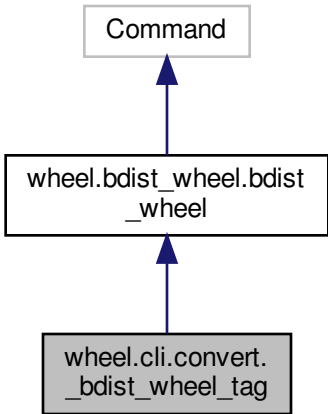 Command
wheel.bdist_wheel.bdist
_wheel
wheel.cli.convert.
_bdist_wheel_tag